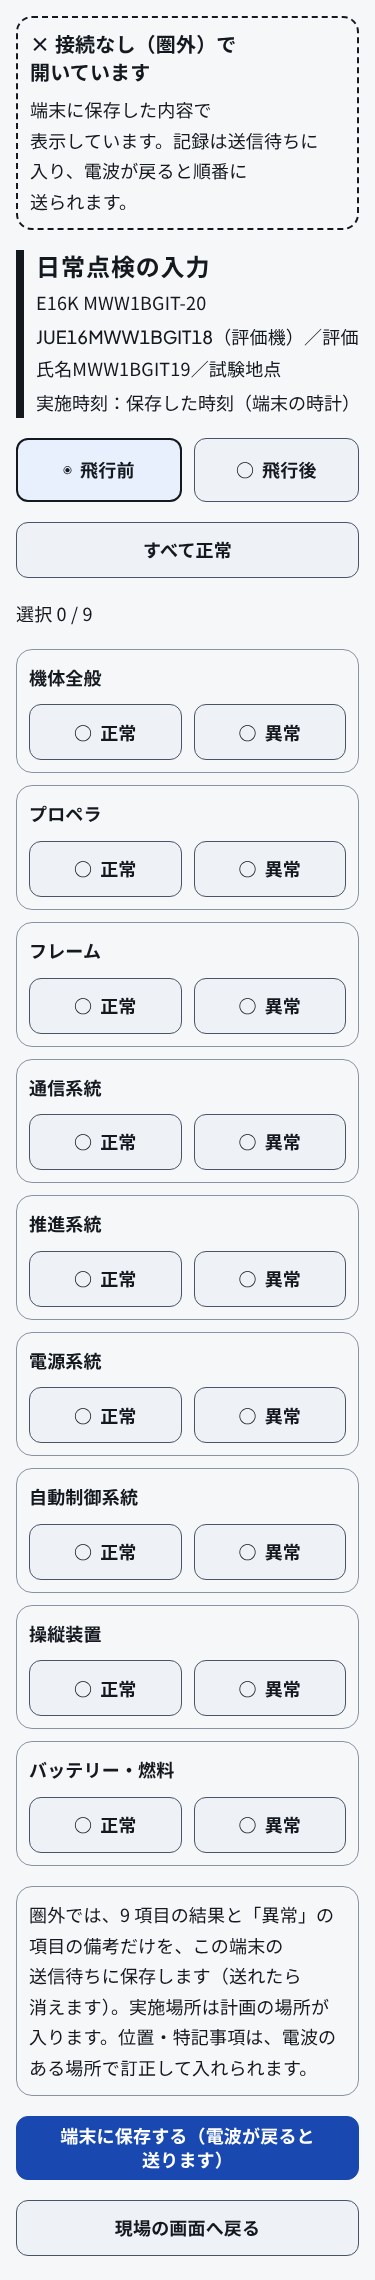 × 接続なし（圏外）で
開いています
端末に保存した内容で
表示しています。記録は送信待ちに
入り、電波が戻ると順番に
送られます。
日常点検の入力
E16K MWW1BGIT-20
JUE16MWW1BGIT18（評価機）／評価
氏名MWW1BGIT19／試験地点
実施時刻：保存した時刻（端末の時計）
◉ 飛行前
○ 飛行後
すべて正常
選択 0 / 9
機体全般
○ 正常
○ 異常
プロペラ
○ 正常
○ 異常
フレーム
○ 正常
○ 異常
通信系統
○ 正常
○ 異常
推進系統
○ 正常
○ 異常
電源系統
○ 正常
○ 異常
自動制御系統
○ 正常
○ 異常
操縦装置
○ 正常
○ 異常
バッテリー・燃料
○ 正常
○ 異常
圏外では、9 項目の結果と「異常」の
項目の備考だけを、この端末の
送信待ちに保存します（送れたら
消えます）。実施場所は計画の場所が
入ります。位置・特記事項は、電波の
ある場所で訂正して入れられます。
端末に保存する（電波が戻ると
送ります）
現場の画面へ戻る